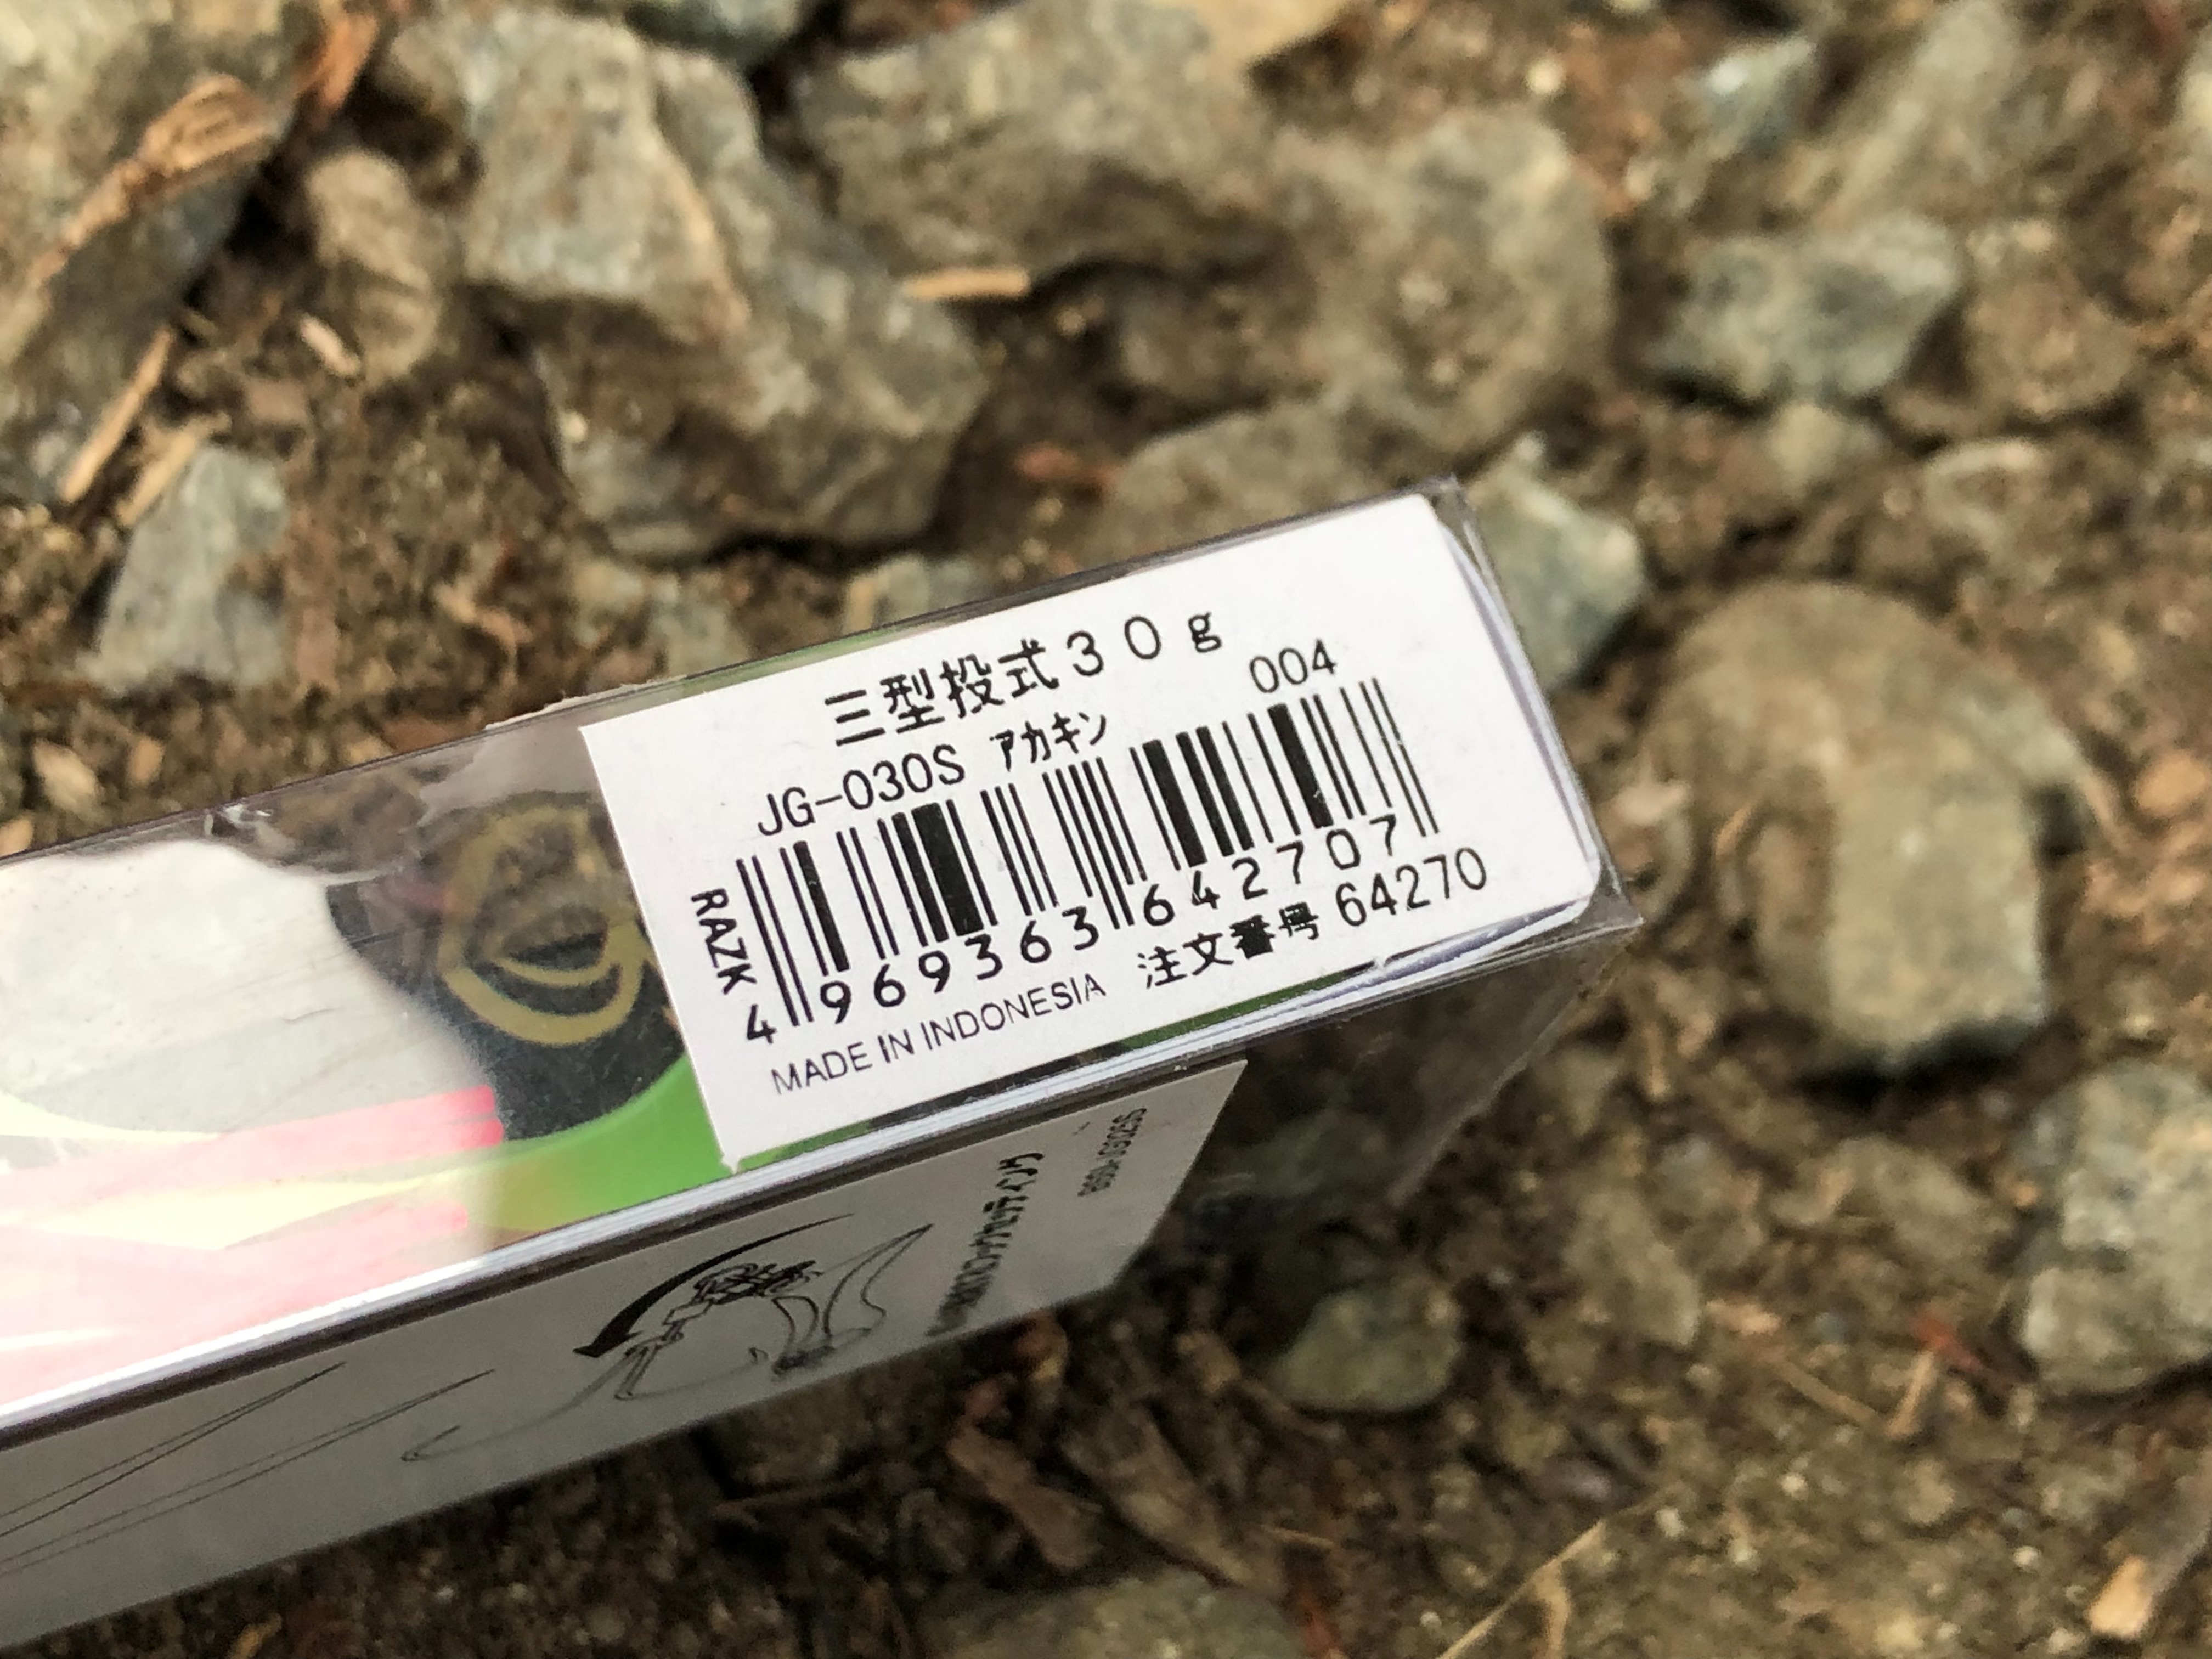 三型投式30g
004
JG-030S アカキン
RAZK
4 969363 642707
MADE IN INDONESIA 注文番号 64270